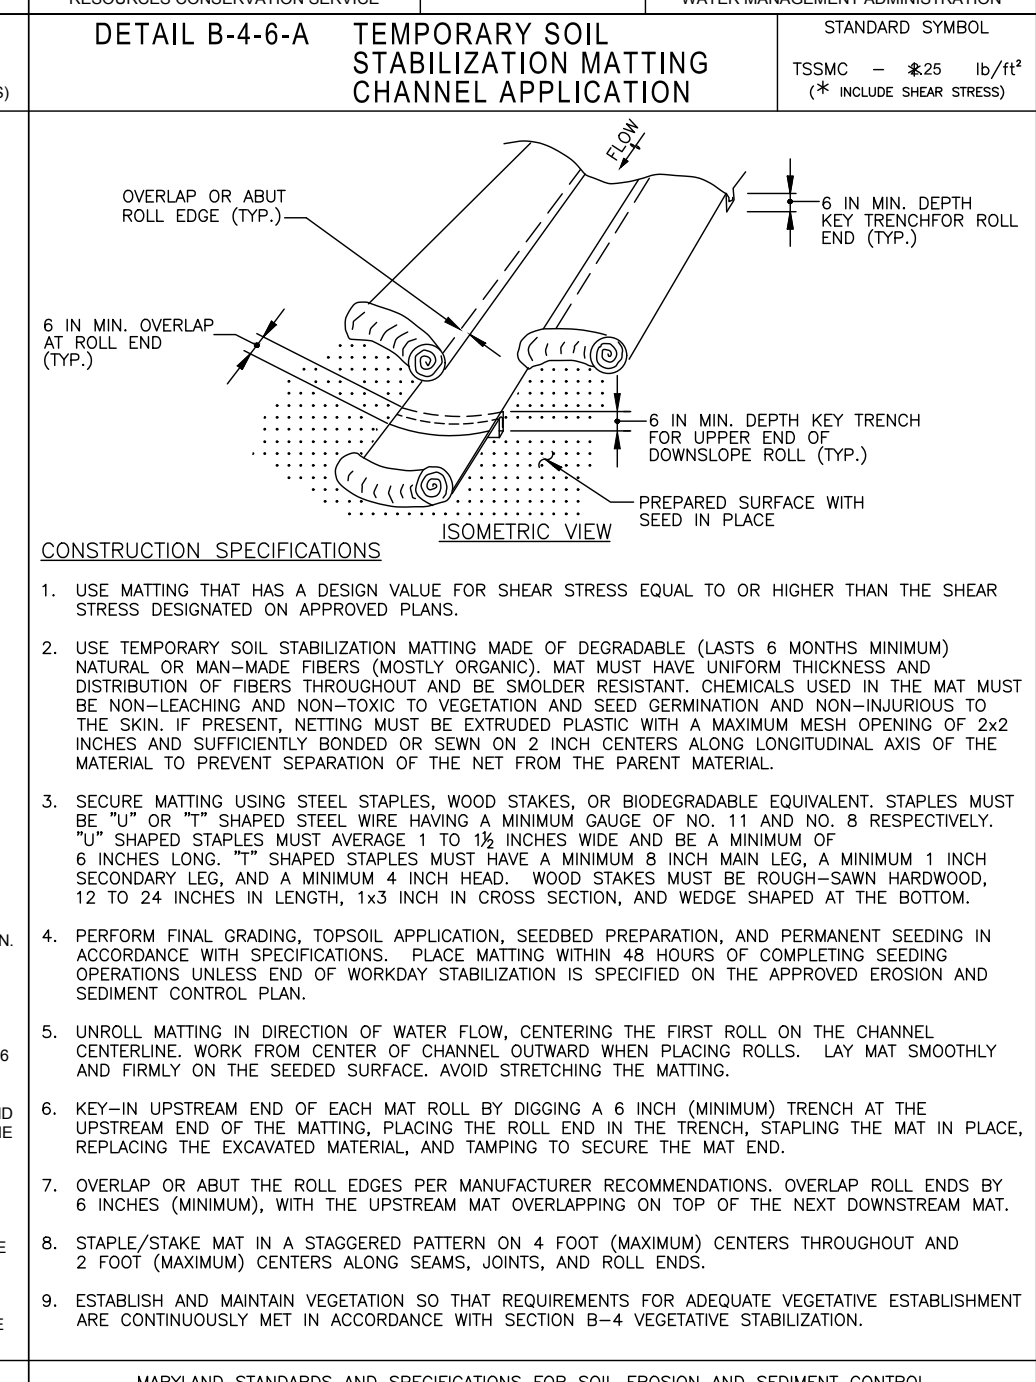 DETAIL B-4-6-A TEMPORARY SOIL
STABILIZATION MATTING
CHANNEL APPLICATION
STANDARD SYMBOL
TSSMC – *.25 lb/ft²
(* INCLUDE SHEAR STRESS)
FLOW
OVERLAP OR ABUT
ROLL EDGE (TYP.)
6 IN MIN. DEPTH
KEY TRENCHFOR ROLL
END (TYP.)
6 IN MIN. OVERLAP
AT ROLL END
(TYP.)
6 IN MIN. DEPTH KEY TRENCH
FOR UPPER END OF
DOWNSLOPE ROLL (TYP.)
PREPARED SURFACE WITH
SEED IN PLACE
ISOMETRIC VIEW
CONSTRUCTION SPECIFICATIONS
1. USE MATTING THAT HAS A DESIGN VALUE FOR SHEAR STRESS EQUAL TO OR HIGHER THAN THE SHEAR
STRESS DESIGNATED ON APPROVED PLANS.
2. USE TEMPORARY SOIL STABILIZATION MATTING MADE OF DEGRADABLE (LASTS 6 MONTHS MINIMUM)
NATURAL OR MAN–MADE FIBERS (MOSTLY ORGANIC). MAT MUST HAVE UNIFORM THICKNESS AND
DISTRIBUTION OF FIBERS THROUGHOUT AND BE SMOLDER RESISTANT. CHEMICALS USED IN THE MAT MUST
BE NON–LEACHING AND NON–TOXIC TO VEGETATION AND SEED GERMINATION AND NON–INJURIOUS TO
THE SKIN. IF PRESENT, NETTING MUST BE EXTRUDED PLASTIC WITH A MAXIMUM MESH OPENING OF 2x2
INCHES AND SUFFICIENTLY BONDED OR SEWN ON 2 INCH CENTERS ALONG LONGITUDINAL AXIS OF THE
MATERIAL TO PREVENT SEPARATION OF THE NET FROM THE PARENT MATERIAL.
3. SECURE MATTING USING STEEL STAPLES, WOOD STAKES, OR BIODEGRADABLE EQUIVALENT. STAPLES MUST
BE "U" OR "T" SHAPED STEEL WIRE HAVING A MINIMUM GAUGE OF NO. 11 AND NO. 8 RESPECTIVELY.
"U" SHAPED STAPLES MUST AVERAGE 1 TO 1½ INCHES WIDE AND BE A MINIMUM OF
6 INCHES LONG. "T" SHAPED STAPLES MUST HAVE A MINIMUM 8 INCH MAIN LEG, A MINIMUM 1 INCH
SECONDARY LEG, AND A MINIMUM 4 INCH HEAD. WOOD STAKES MUST BE ROUGH–SAWN HARDWOOD,
12 TO 24 INCHES IN LENGTH, 1x3 INCH IN CROSS SECTION, AND WEDGE SHAPED AT THE BOTTOM.
4. PERFORM FINAL GRADING, TOPSOIL APPLICATION, SEEDBED PREPARATION, AND PERMANENT SEEDING IN
ACCORDANCE WITH SPECIFICATIONS. PLACE MATTING WITHIN 48 HOURS OF COMPLETING SEEDING
OPERATIONS UNLESS END OF WORKDAY STABILIZATION IS SPECIFIED ON THE APPROVED EROSION AND
SEDIMENT CONTROL PLAN.
5. UNROLL MATTING IN DIRECTION OF WATER FLOW, CENTERING THE FIRST ROLL ON THE CHANNEL
CENTERLINE. WORK FROM CENTER OF CHANNEL OUTWARD WHEN PLACING ROLLS. LAY MAT SMOOTHLY
AND FIRMLY ON THE SEEDED SURFACE. AVOID STRETCHING THE MATTING.
6. KEY–IN UPSTREAM END OF EACH MAT ROLL BY DIGGING A 6 INCH (MINIMUM) TRENCH AT THE
UPSTREAM END OF THE MATTING, PLACING THE ROLL END IN THE TRENCH, STAPLING THE MAT IN PLACE,
REPLACING THE EXCAVATED MATERIAL, AND TAMPING TO SECURE THE MAT END.
7. OVERLAP OR ABUT THE ROLL EDGES PER MANUFACTURER RECOMMENDATIONS. OVERLAP ROLL ENDS BY
6 INCHES (MINIMUM), WITH THE UPSTREAM MAT OVERLAPPING ON TOP OF THE NEXT DOWNSTREAM MAT.
8. STAPLE/STAKE MAT IN A STAGGERED PATTERN ON 4 FOOT (MAXIMUM) CENTERS THROUGHOUT AND
2 FOOT (MAXIMUM) CENTERS ALONG SEAMS, JOINTS, AND ROLL ENDS.
9. ESTABLISH AND MAINTAIN VEGETATION SO THAT REQUIREMENTS FOR ADEQUATE VEGETATIVE ESTABLISHMENT
ARE CONTINUOUSLY MET IN ACCORDANCE WITH SECTION B–4 VEGETATIVE STABILIZATION.
MARYLAND STANDARDS AND SPECIFICATIONS FOR SOIL EROSION AND SEDIMENT CONTROL